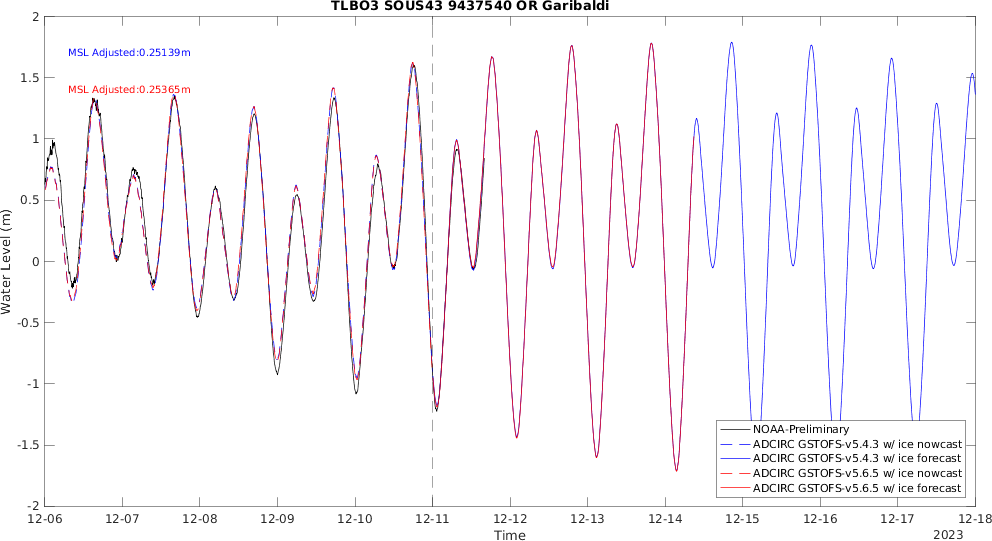 TLBO3 SOUS43 9437540 OR Garibaldi
MSL Adjusted:0.25139m
MSL Adjusted:0.25365m
Water Level (m)
2
1.5
1
0.5
0
-0.5
-1
-1.5
-2
NOAA-Preliminary
ADCIRC GSTOFS-v5.4.3 w/ ice nowcast
ADCIRC GSTOFS-v5.4.3 w/ ice forecast
ADCIRC GSTOFS-v5.6.5 w/ ice nowcast
ADCIRC GSTOFS-v5.6.5 w/ ice forecast
12-06 12-07 12-08 12-09 12-10 12-11 12-12 12-13 12-14 12-15 12-16 12-17 12-18
Time
2023